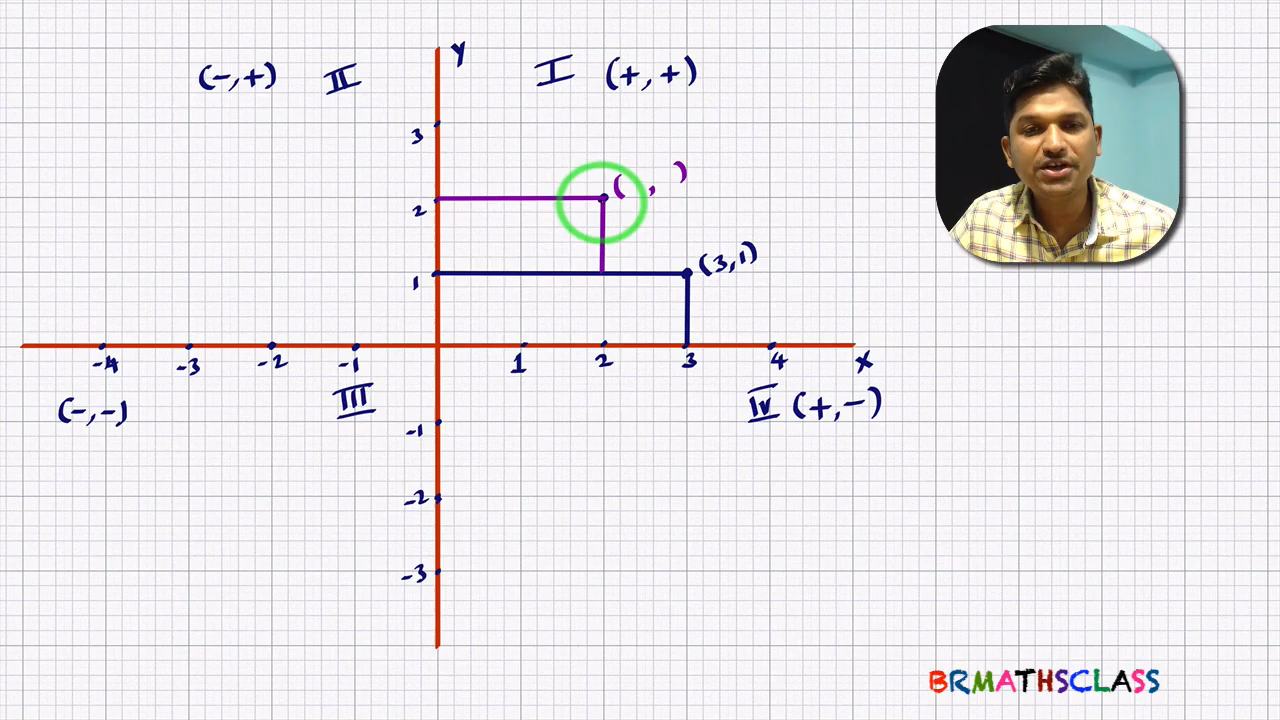 Y
(-,+) II I (+,+)
3
( , )
2
(3,1)
1
-4 -3 -2 -1 1 2 3 4 X
(-,-) III IV (+,-)
-1
-2
-3
BRMATHSCLASS